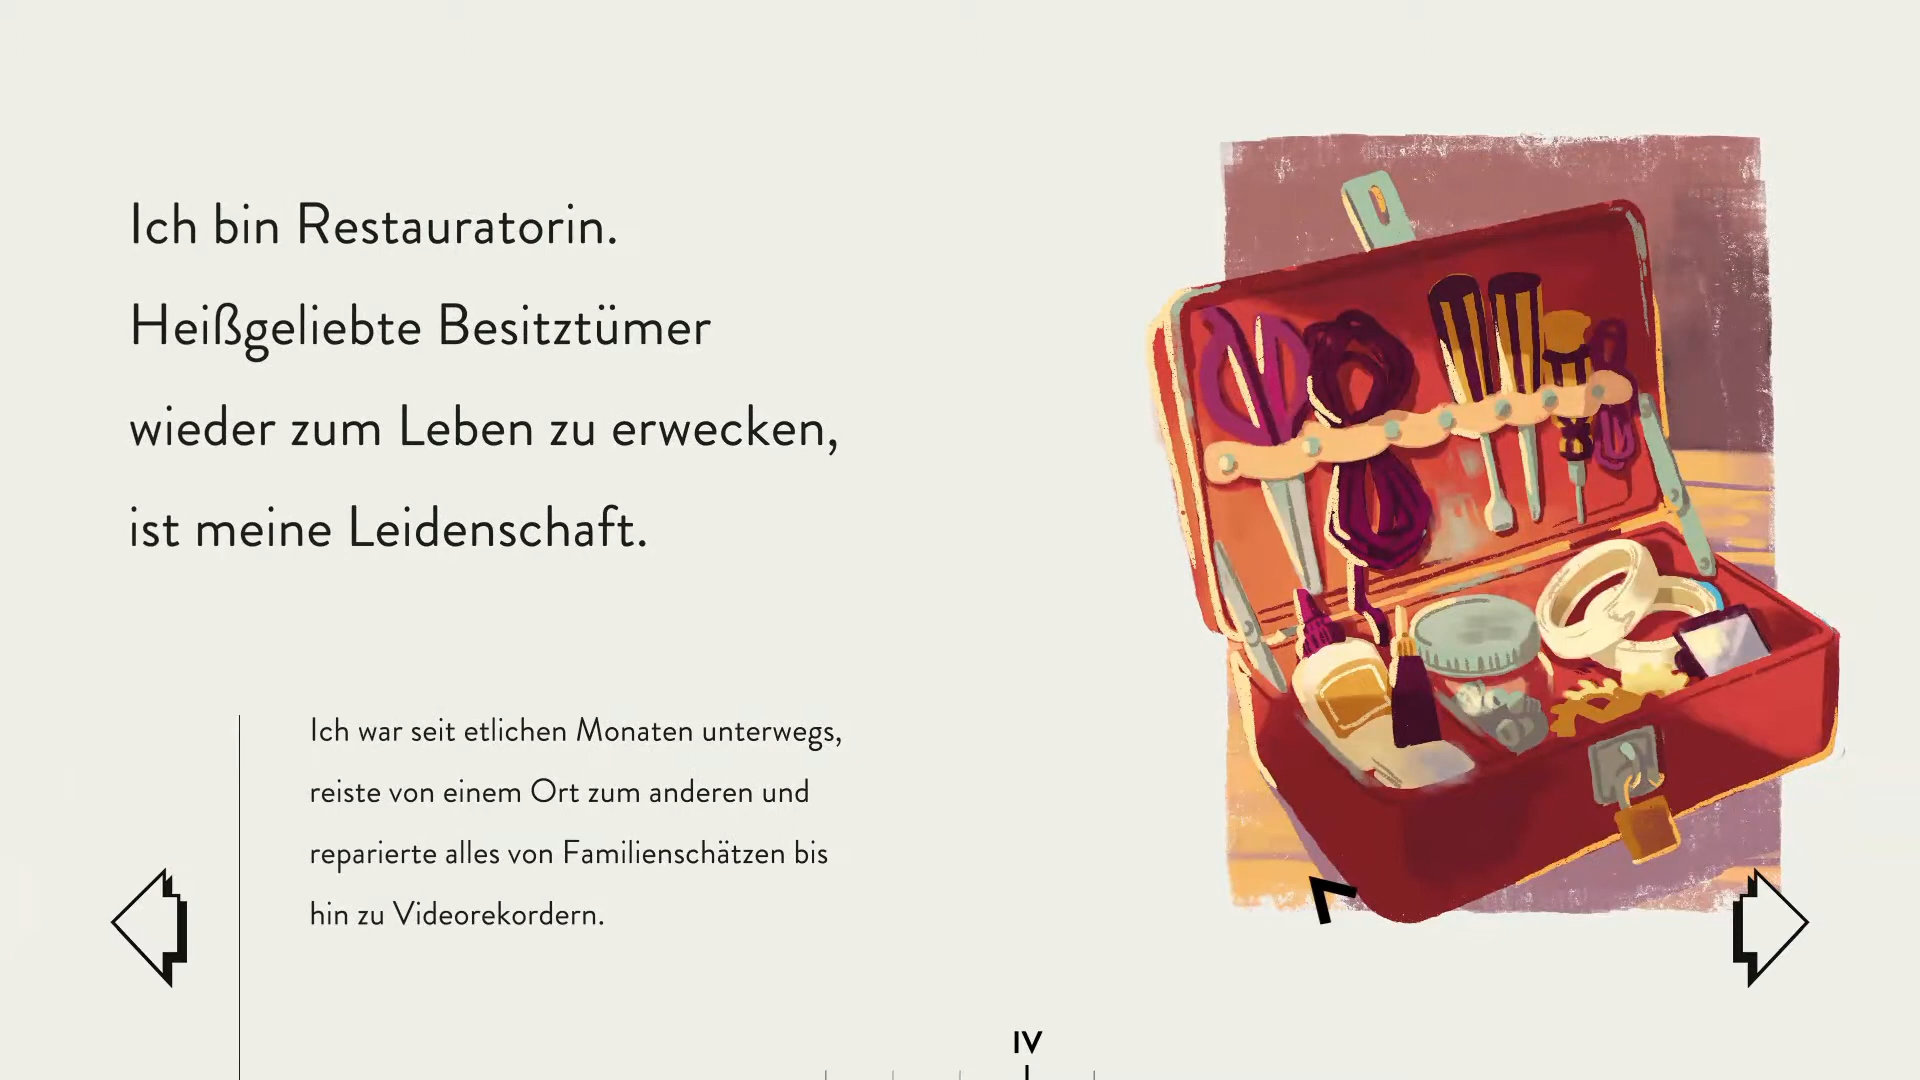 Ich bin Restauratorin.
Heißgeliebte Besitztümer
wieder zum Leben zu erwecken,
ist meine Leidenschaft.
Ich war seit etlichen Monaten unterwegs,
reiste von einem Ort zum anderen und
reparierte alles von Familienschätzen bis
hin zu Videorekordern.
IV